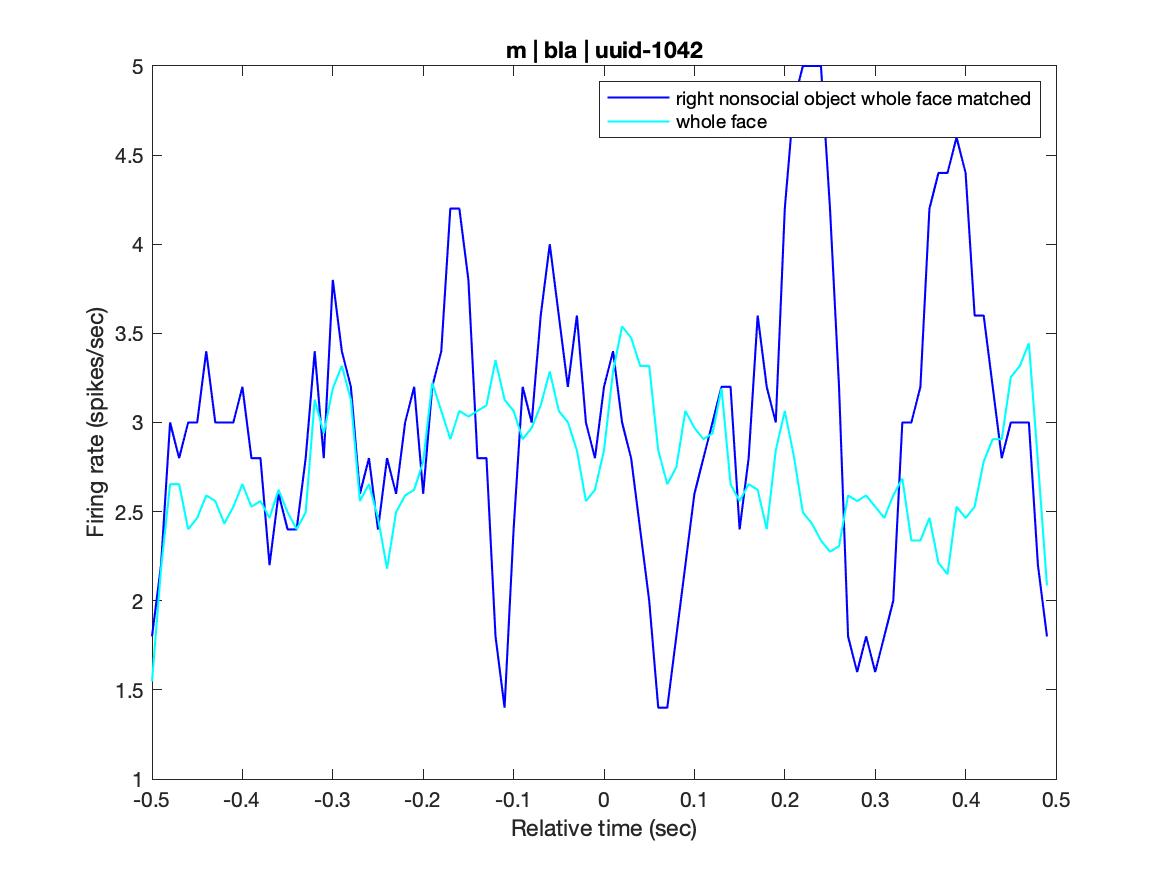 m | bla | uuid-1042
right nonsocial object whole face matched
whole face
5
4.5
4
3.5
3
2.5
2
1.5
1
Firing rate (spikes/sec)
-0.5 -0.4 -0.3 -0.2 -0.1 0 0.1 0.2 0.3 0.4 0.5
Relative time (sec)